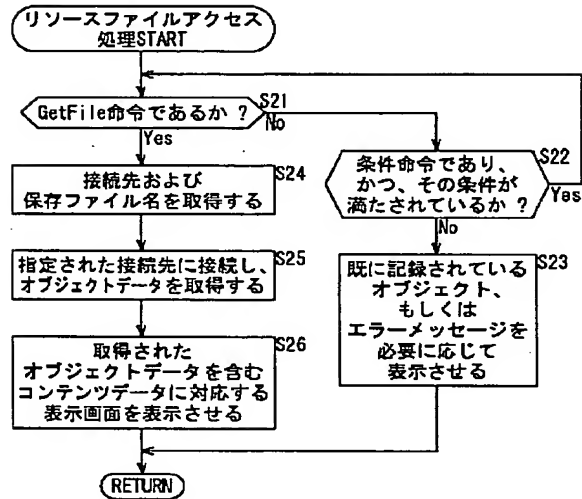 リソースファイルアクセス
処理START
GetFile命令であるか ?
S21
No
Yes
接続先および
保存ファイル名を取得する
S24
指定された接続先に接続し、
オブジェクトデータを取得する
S25
取得された
オブジェクトデータを含む
コンテンツデータに対応する
表示画面を表示させる
S26
条件命令であり、
かつ、その条件が
満たされているか ?
S22
Yes
No
既に記録されている
オブジェクト、
もしくは
エラーメッセージを
必要に応じて
表示させる
S23
RETURN